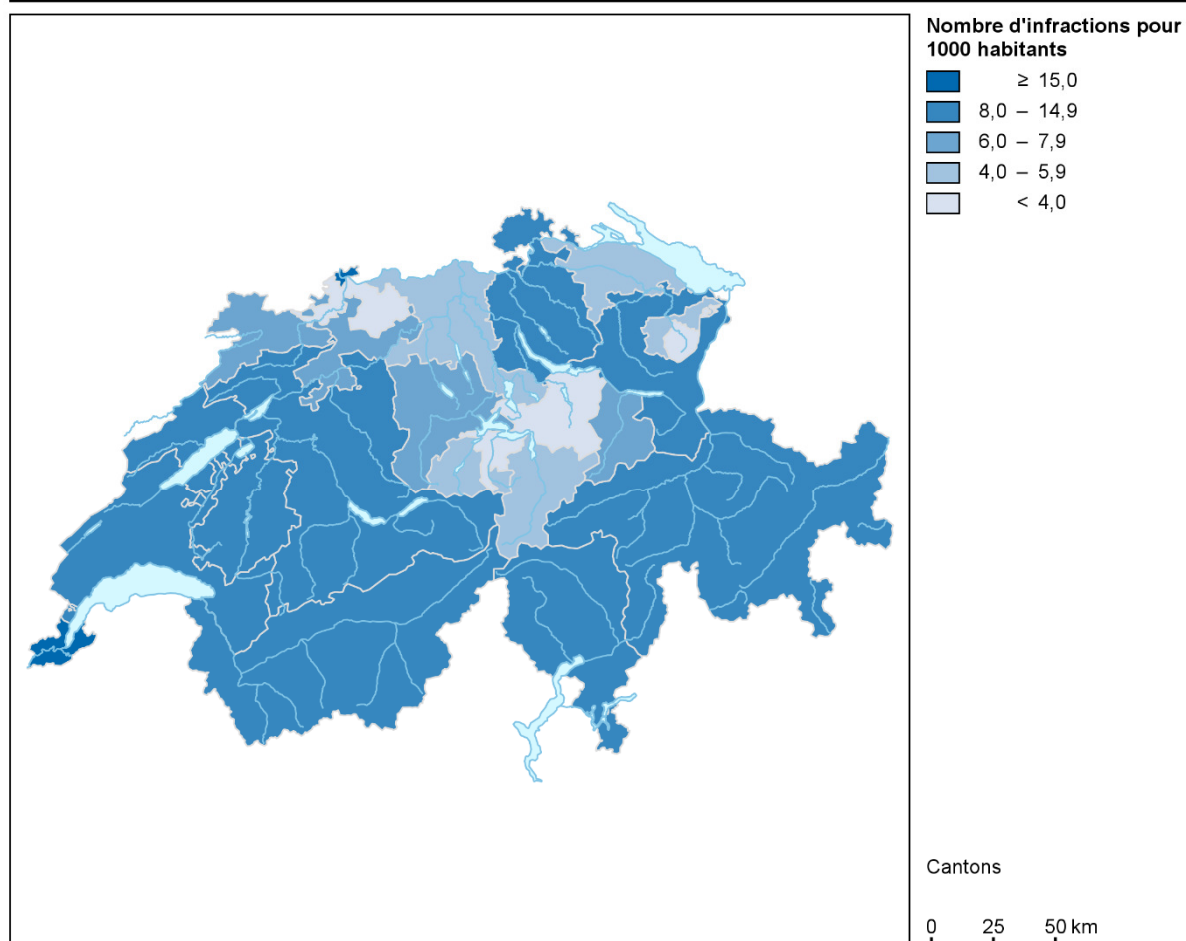 Nombre d'infractions pour
1000 habitants
≥ 15,0
8,0 – 14,9
6,0 – 7,9
4,0 – 5,9
< 4,0
Cantons
0 25 50 km